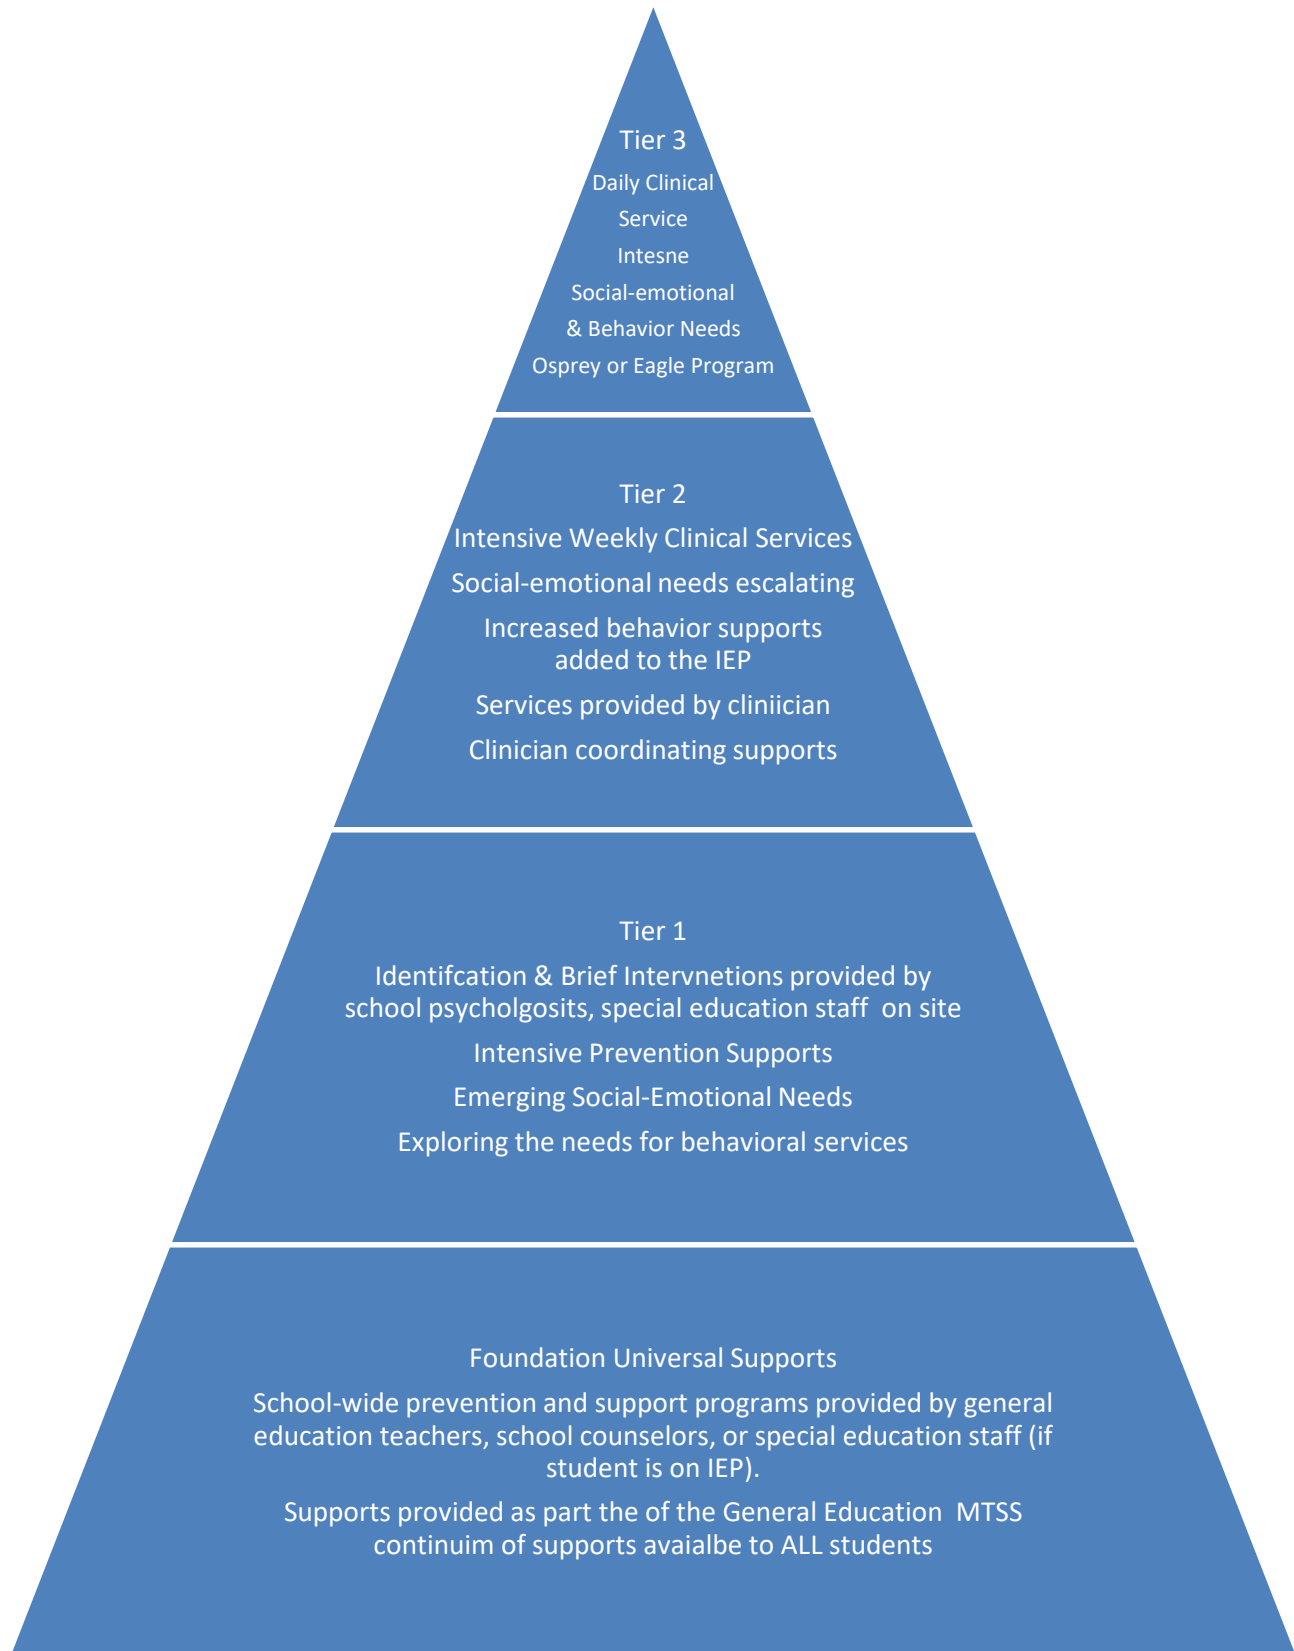 Tier 3
Daily Clinical
Service
Intesne
Social-emotional
& Behavior Needs
Osprey or Eagle Program
Tier 2
Intensive Weekly Clinical Services
Social-emotional needs escalating
Increased behavior supports
added to the IEP
Services provided by cliniician
Clinician coordinating supports
Tier 1
Identifcation & Brief Intervnetions provided by
school psycholgosits, special education staff  on site
Intensive Prevention Supports
Emerging Social-Emotional Needs
Exploring the needs for behavioral services
Foundation Universal Supports
School-wide prevention and support programs provided by general
education teachers, school counselors, or special education staff (if
student is on IEP).
Supports provided as part the of the General Education  MTSS
continuim of supports avaialbe to ALL students